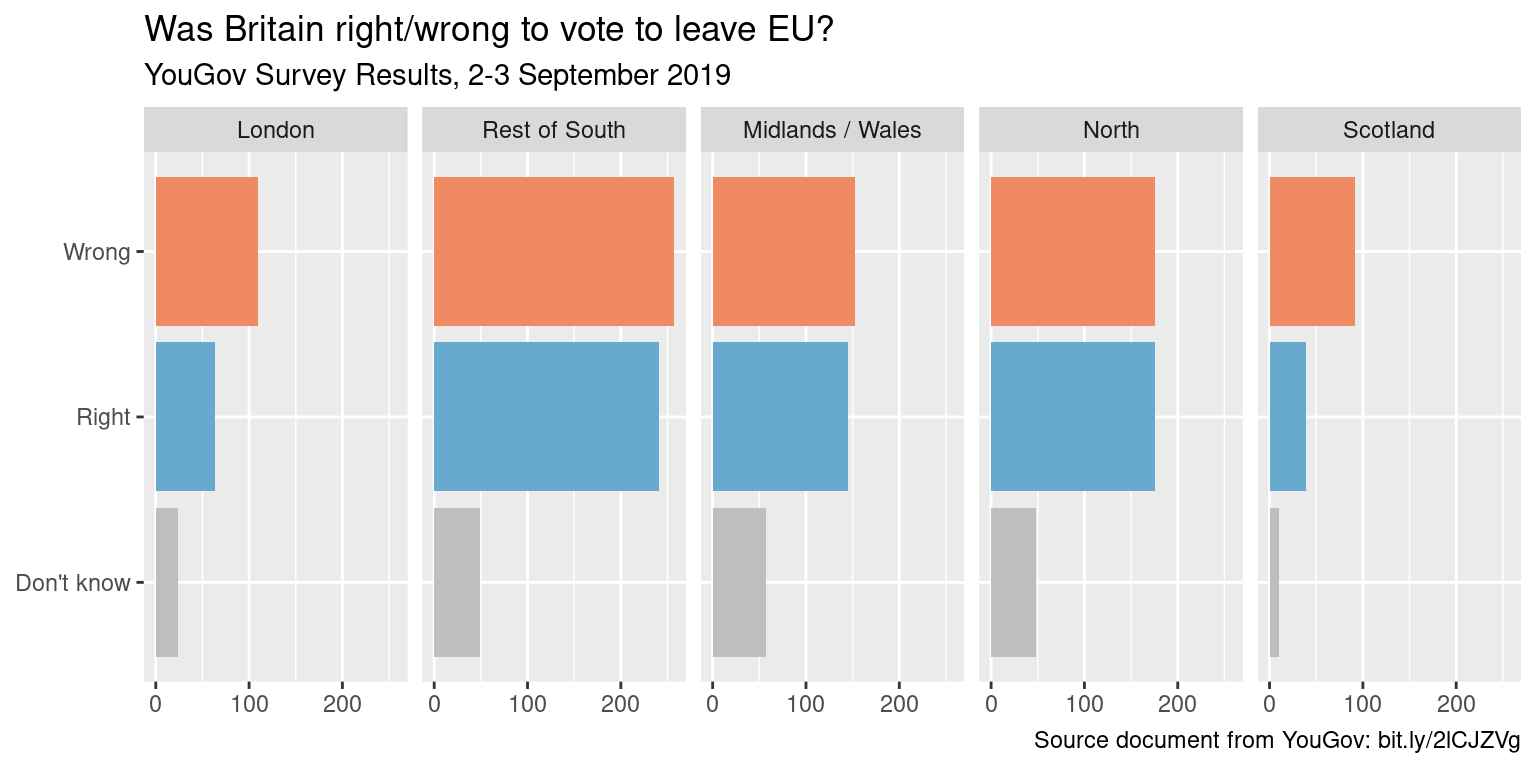 Was Britain right/wrong to vote to leave EU?
YouGov Survey Results, 2-3 September 2019
London Rest of South Midlands / Wales North Scotland
Wrong
Right
Don't know
0 100 200 0 100 200 0 100 200 0 100 200 0 100 200
Source document from YouGov: bit.ly/2lCJZVg